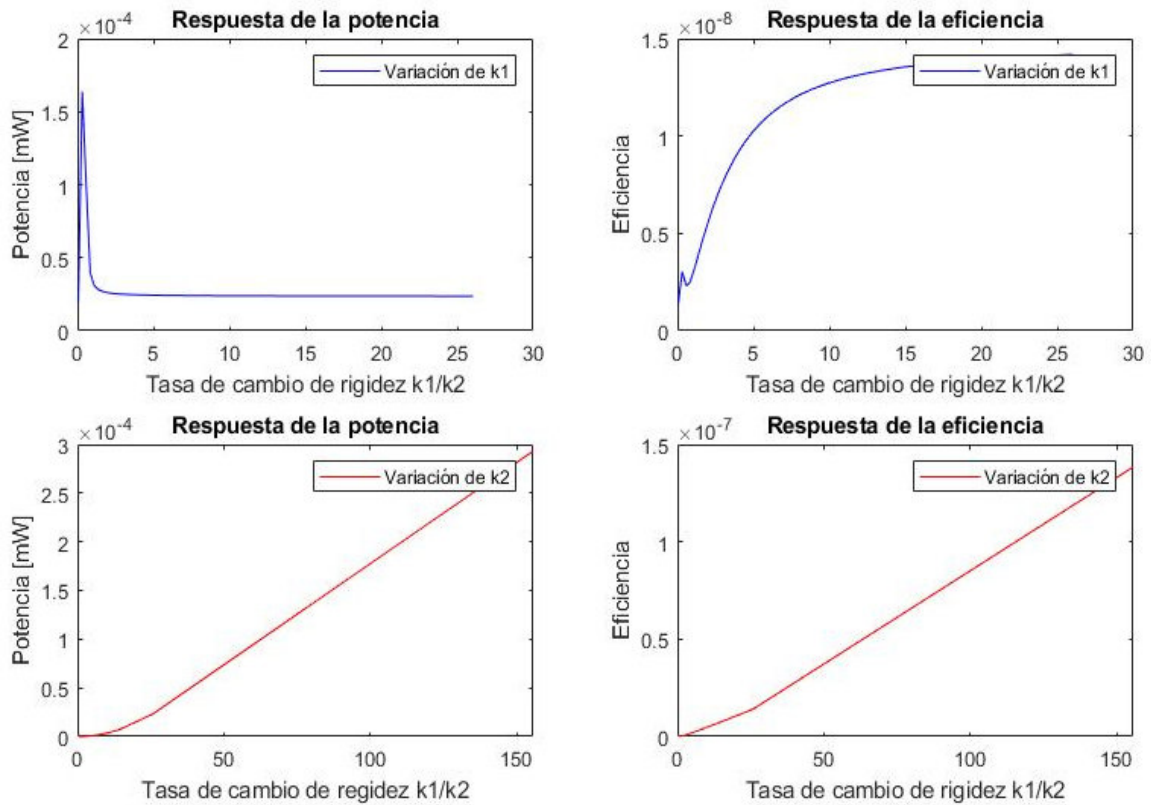 Respuesta de la potencia
×10-4
Potencia [mW]
2
1.5
1
0.5
0
Variación de k1
0 5 10 15 20 25 30
Tasa de cambio de rigidez k1/k2
Respuesta de la eficiencia
×10-8
Eficiencia
1.5
1
0.5
0
Variación de k1
0 5 10 15 20 25 30
Tasa de cambio de rigidez k1/k2
Respuesta de la potencia
×10-4
Potencia [mW]
3
2.5
2
1.5
1
0.5
0
Variación de k2
0 50 100 150
Tasa de cambio de regidez k1/k2
Respuesta de la eficiencia
×10-7
Eficiencia
1.5
1
0.5
0
Variación de k2
0 50 100 150
Tasa de cambio de rigidez k1/k2